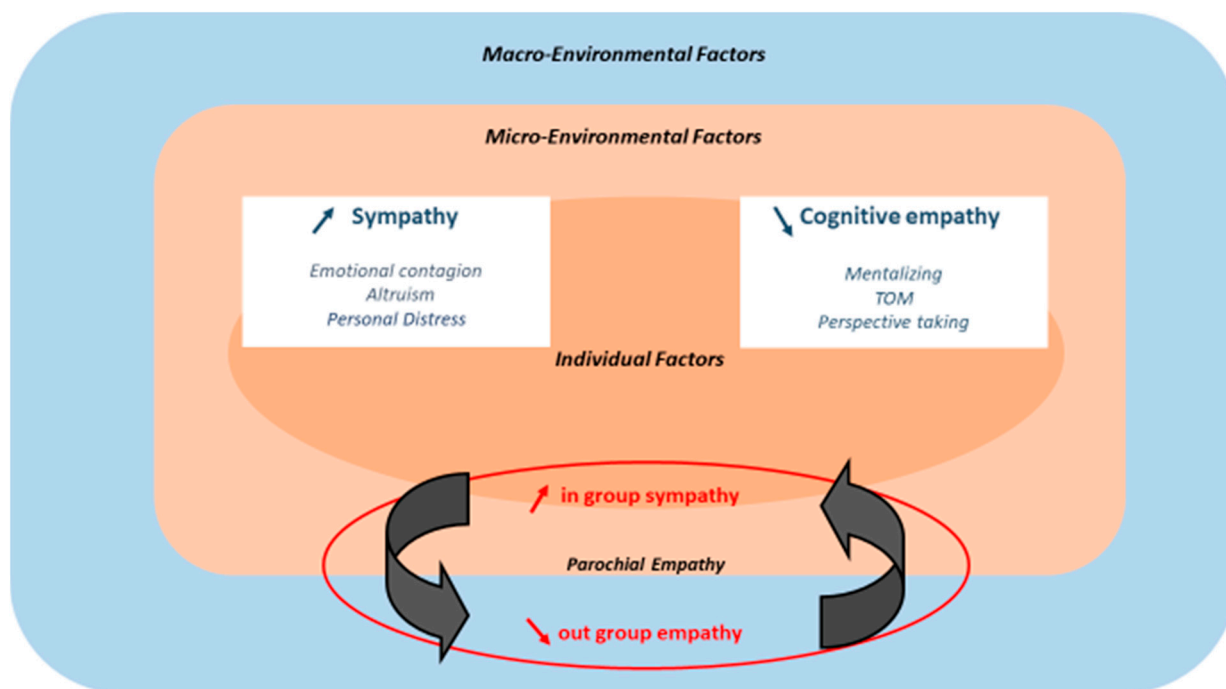 Macro-Environmental Factors
Micro-Environmental Factors
Sympathy
Emotional contagion
Altruism
Personal Distress
Cognitive empathy
Mentalizing
TOM
Perspective taking
Individual Factors
in group sympathy
Parochial Empathy
out group empathy